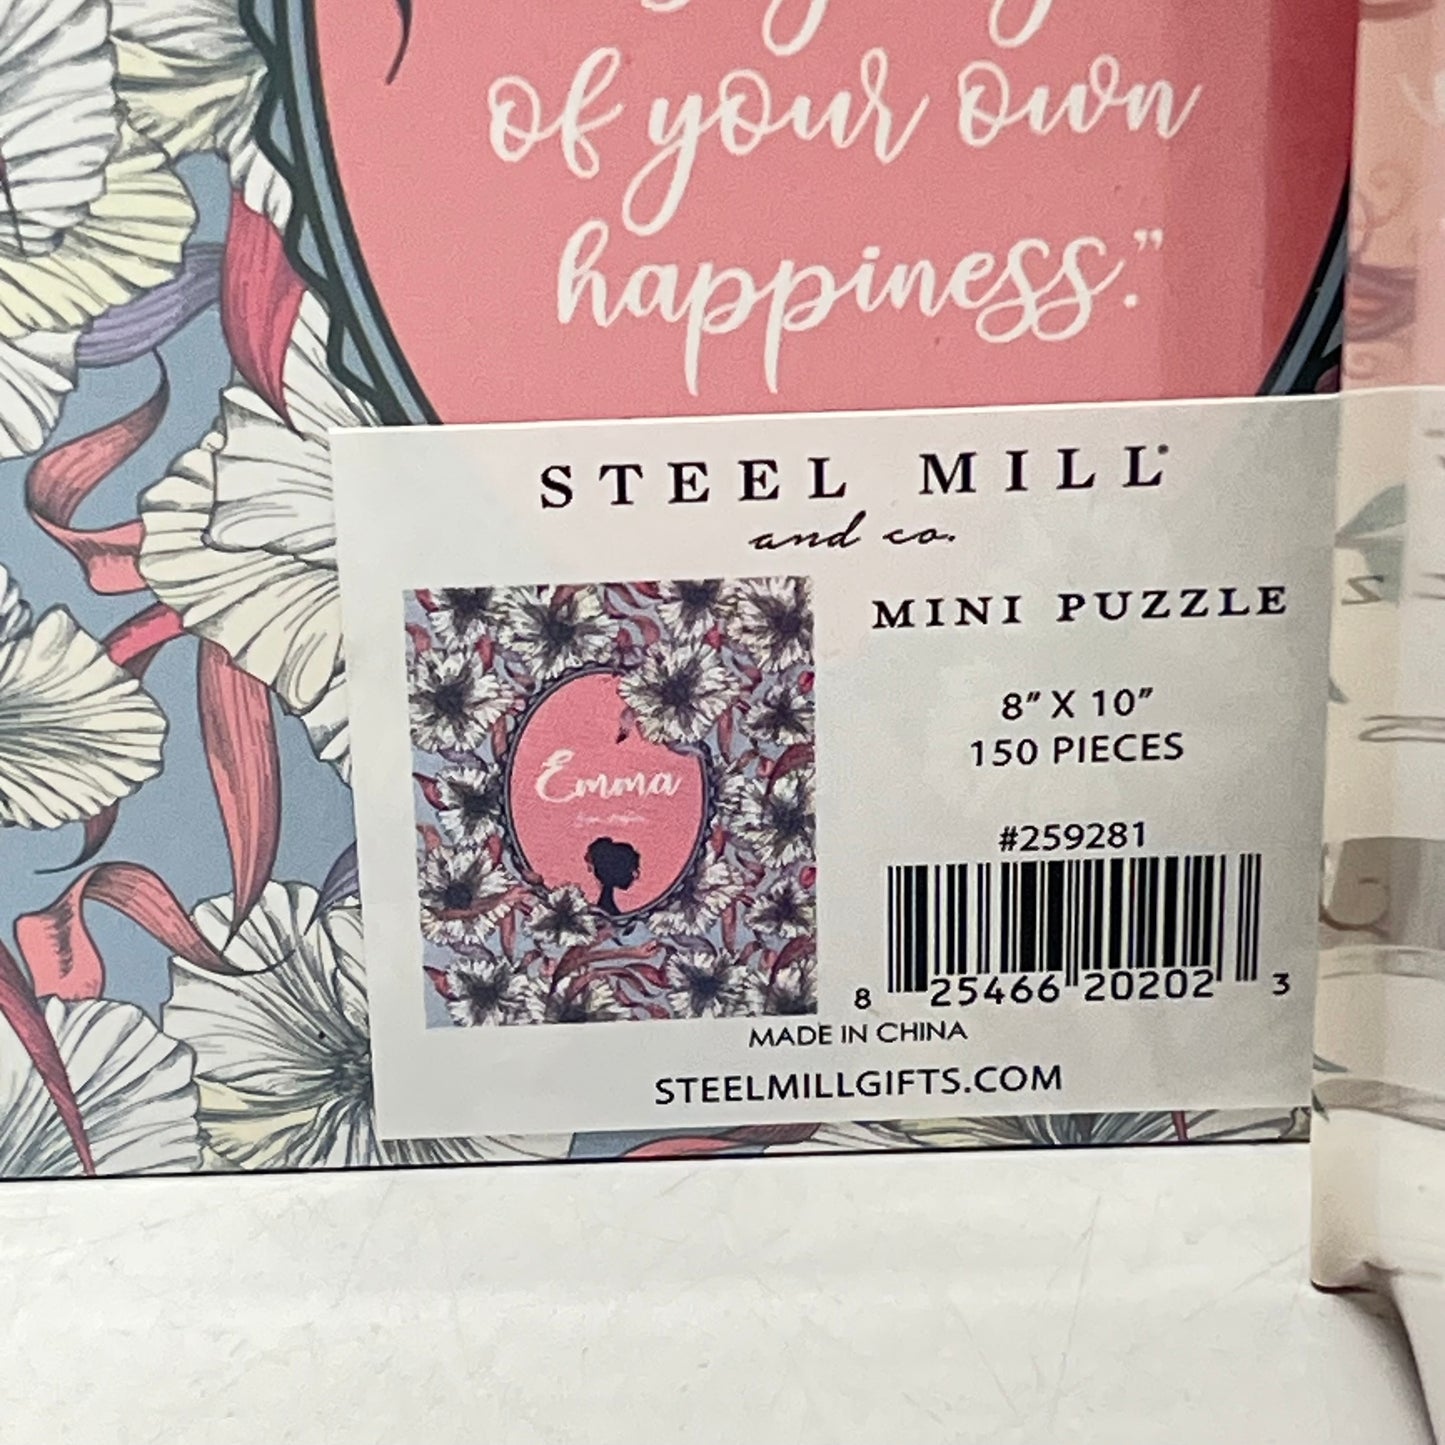 of your own
happiness."
STEEL MILL®
and co.
MINI PUZZLE
8" X 10"
150 PIECES
#259281
8 25466 20202 3
Emma
MADE IN CHINA
STEELMILLGIFTS.COM